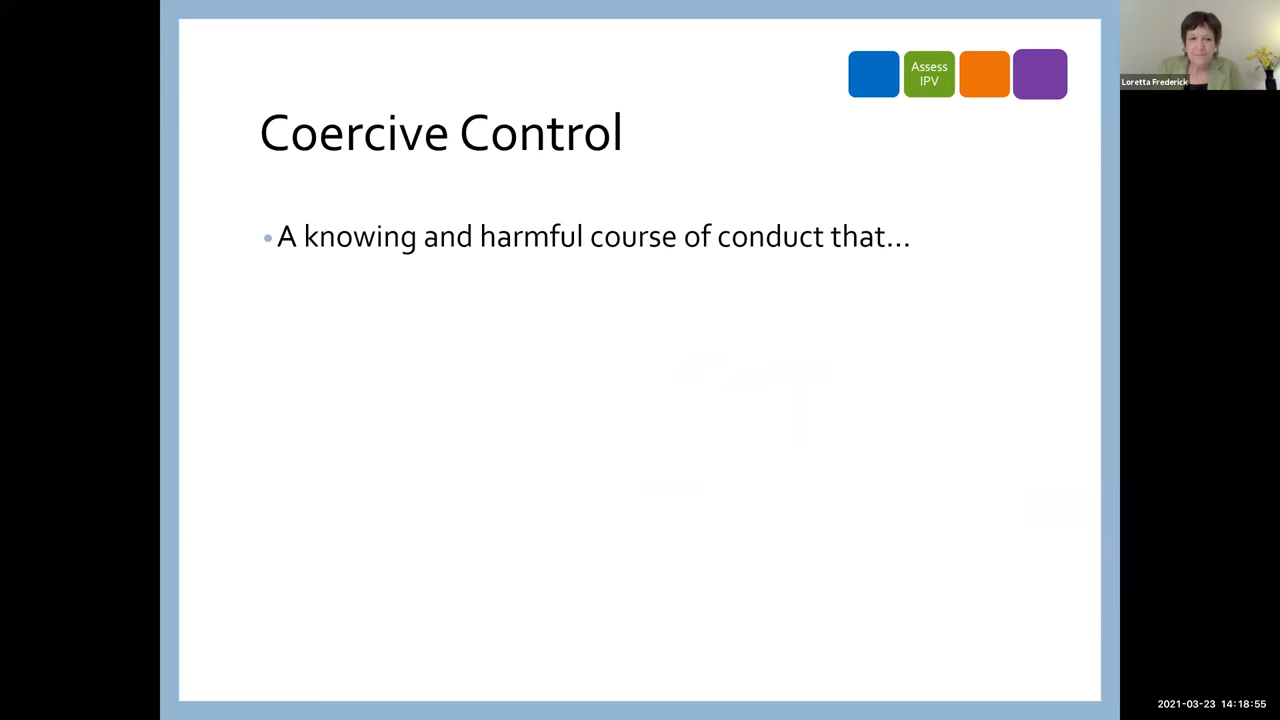 Assess
IPV
Loretta Frederick
Coercive Control
• A knowing and harmful course of conduct that...
2021-03-23 14:18:55